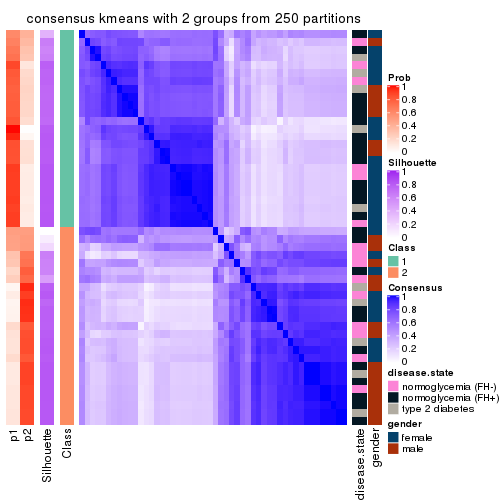 consensus kmeans with 2 groups from 250 partitions
Prob
1
0.8
0.6
0.4
0.2
0
Silhouette
1
0.8
0.6
0.4
0.2
0
Class
1
2
Consensus
1
0.8
0.6
0.4
0.2
0
disease.state
normoglycemia (FH-)
normoglycemia (FH+)
type 2 diabetes
gender
female
male
p1
p2
Silhouette
Class
disease.state
gender